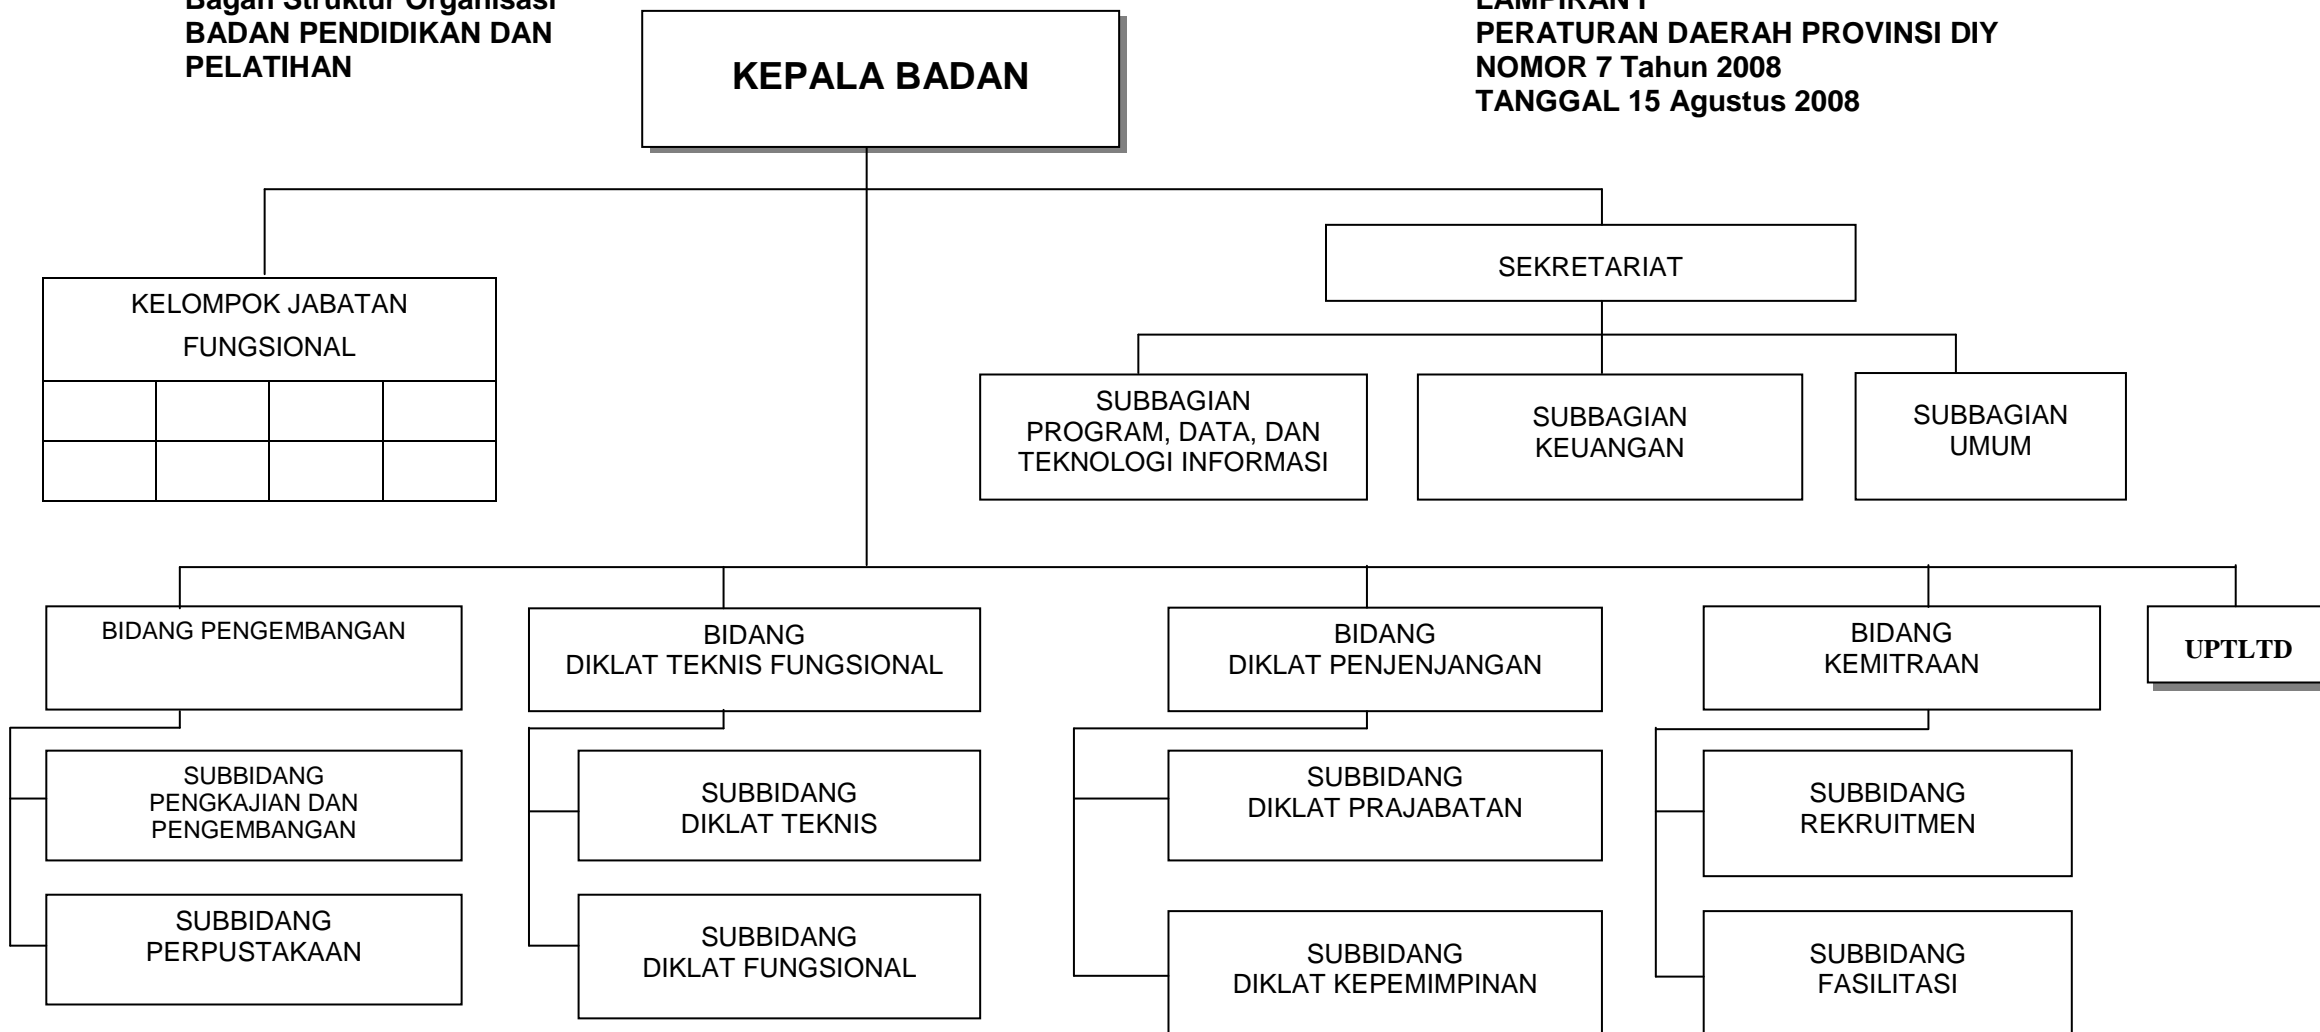 Bagan Struktur Organisasi
BADAN PENDIDIKAN DAN
PELATIHAN
KEPALA BADAN
LAMPIRAN I
PERATURAN DAERAH PROVINSI DIY
NOMOR 7 Tahun 2008
TANGGAL 15 Agustus 2008
KELOMPOK JABATAN
FUNGSIONAL
SEKRETARIAT
SUBBAGIAN
PROGRAM, DATA, DAN
TEKNOLOGI INFORMASI
SUBBAGIAN
KEUANGAN
SUBBAGIAN
UMUM
BIDANG PENGEMBANGAN
BIDANG
DIKLAT TEKNIS FUNGSIONAL
BIDANG
DIKLAT PENJENJANGAN
BIDANG
KEMITRAAN
UPTLTD
SUBBIDANG
PENGKAJIAN DAN
PENGEMBANGAN
SUBBIDANG
DIKLAT TEKNIS
SUBBIDANG
DIKLAT PRAJABATAN
SUBBIDANG
REKRUITMEN
SUBBIDANG
PERPUSTAKAAN
SUBBIDANG
DIKLAT FUNGSIONAL
SUBBIDANG
DIKLAT KEPEMIMPINAN
SUBBIDANG
FASILITASI